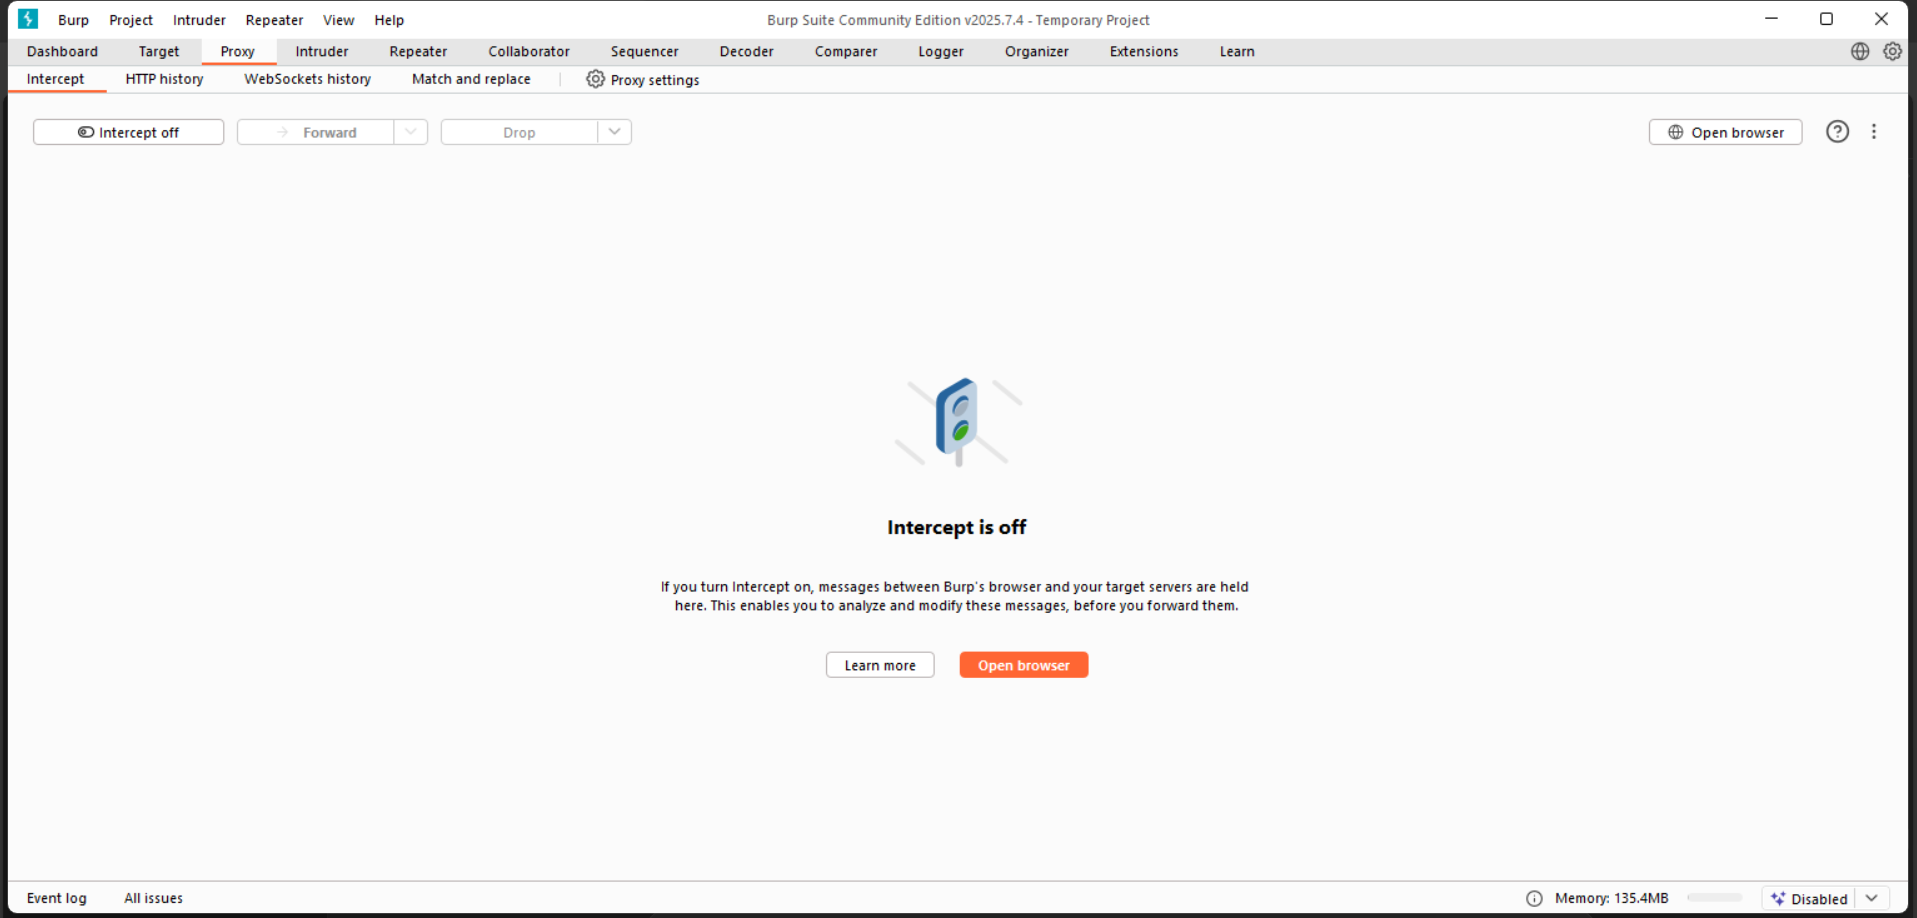 Burp Project Intruder Repeater View Help Burp Suite Community Edition v2025.7.4 - Temporary Project
Dashboard Target Proxy Intruder Repeater Collaborator Sequencer Decoder Comparer Logger Organizer Extensions Learn
Intercept HTTP history WebSockets history Match and replace Proxy settings
Intercept off Forward Drop Open browser
Intercept is off
If you turn Intercept on, messages between Burp's browser and your target servers are held
here. This enables you to analyze and modify these messages, before you forward them.
Learn more Open browser
Event log All issues Memory: 135.4MB Disabled